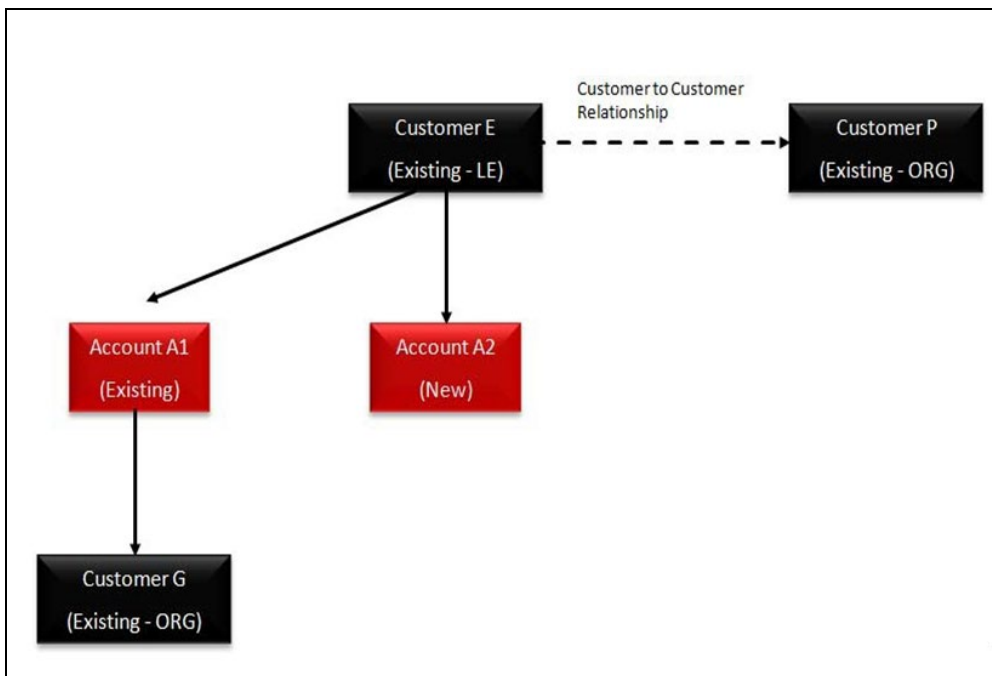 Customer to Customer
Relationship
Customer E
(Existing - LE)
Customer P
(Existing - ORG)
Account A1
(Existing)
Account A2
(New)
Customer G
(Existing - ORG)